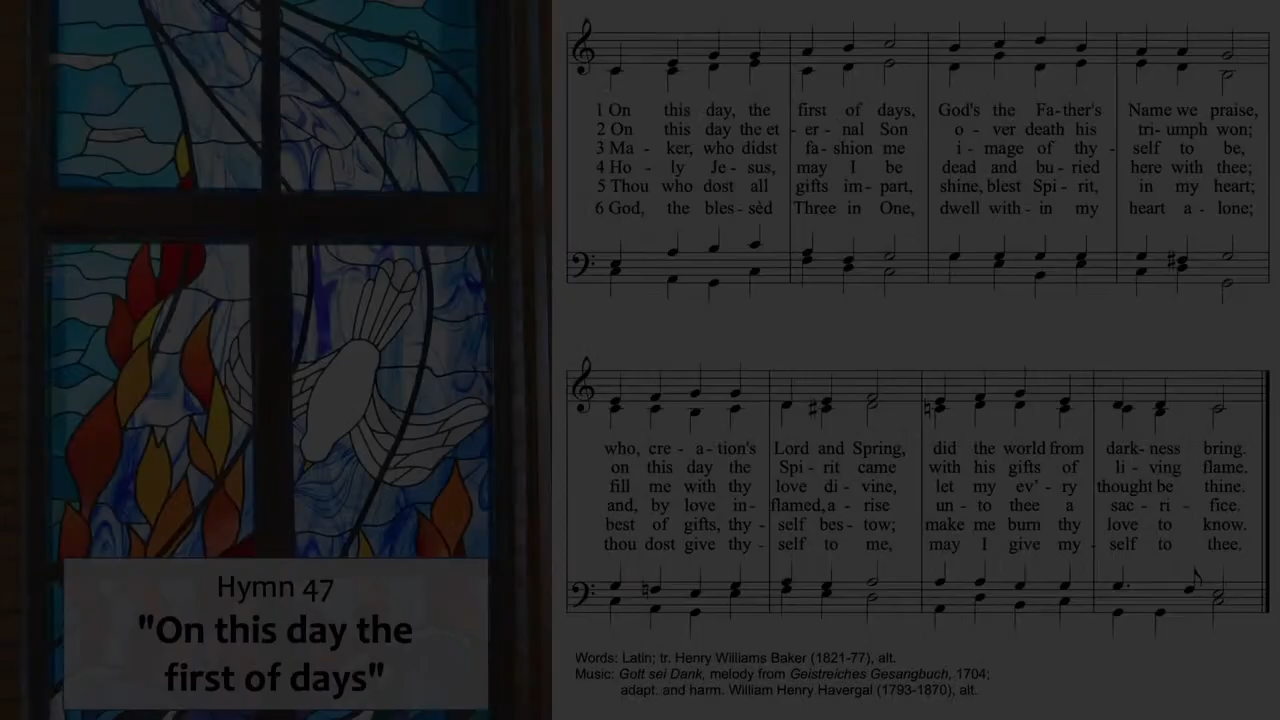 Hymn 47
"On this day the
first of days"
1 On this day, the first of days, God's the Fa-ther's Name we praise,
2 On this day the et - er - nal Son o - ver death his tri- umph won;
3 Ma - ker, who didst fa- shion me i - mage of thy - self to be,
4 Ho - ly Je - sus, may I be dead and bu - ried here with thee;
5 Thou who dost all gifts im- part, shine, blest Spi - rit, in my heart;
6 God, the bles - sèd Three in One, dwell with - in my heart a - lone;
who, cre - a - tion's Lord and Spring, did the world from dark- ness bring.
on this day the Spi - rit came with his gifts of li - ving flame.
fill me with thy love di - vine, let my ev' - ry thought be thine.
and, by love in- flamed, a - rise un - to thee a sac - ri - fice.
best of gifts, thy - self bes - tow; make me burn thy love to know.
thou dost give thy - self to me, may I give my - self to thee.
Words: Latin; tr. Henry Williams Baker (1821-77), alt.
Music: Gott sei Dank, melody from Geistreiches Gesangbuch, 1704;
adapt. and harm. William Henry Havergal (1793-1870), alt.